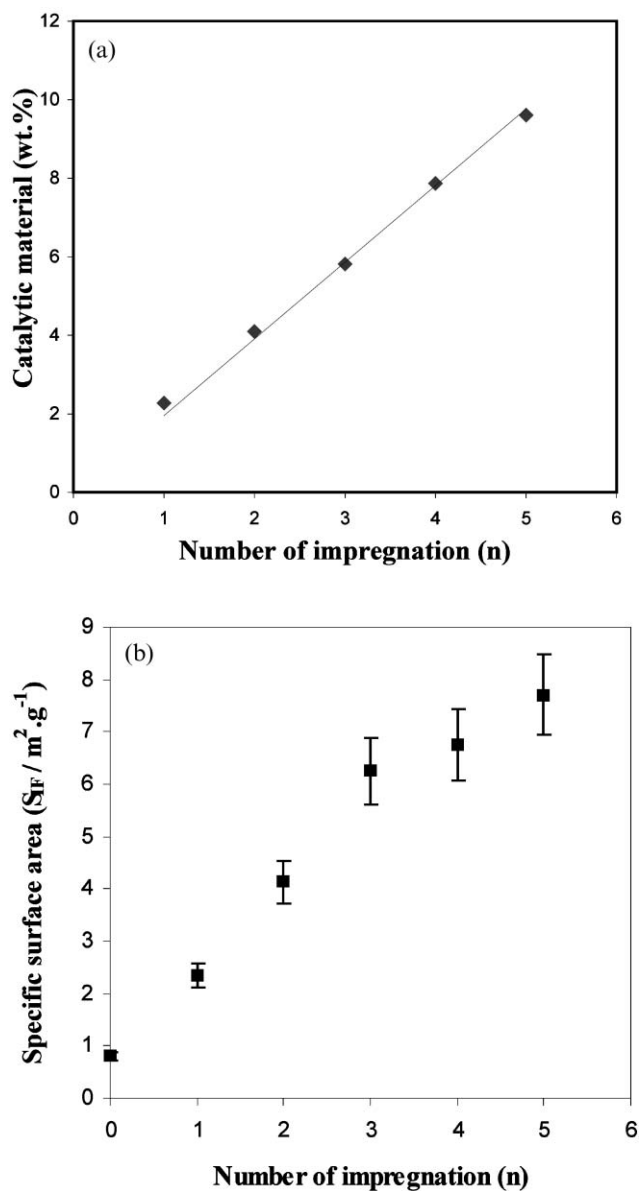 (a)
Catalytic material (wt.%)
12
10
8
6
4
2
0
0 1 2 3 4 5 6
Number of impregnation (n)
(b)
Specific surface area (S_IF / m².g⁻¹)
9
8
7
6
5
4
3
2
1
0
0 1 2 3 4 5 6
Number of impregnation (n)